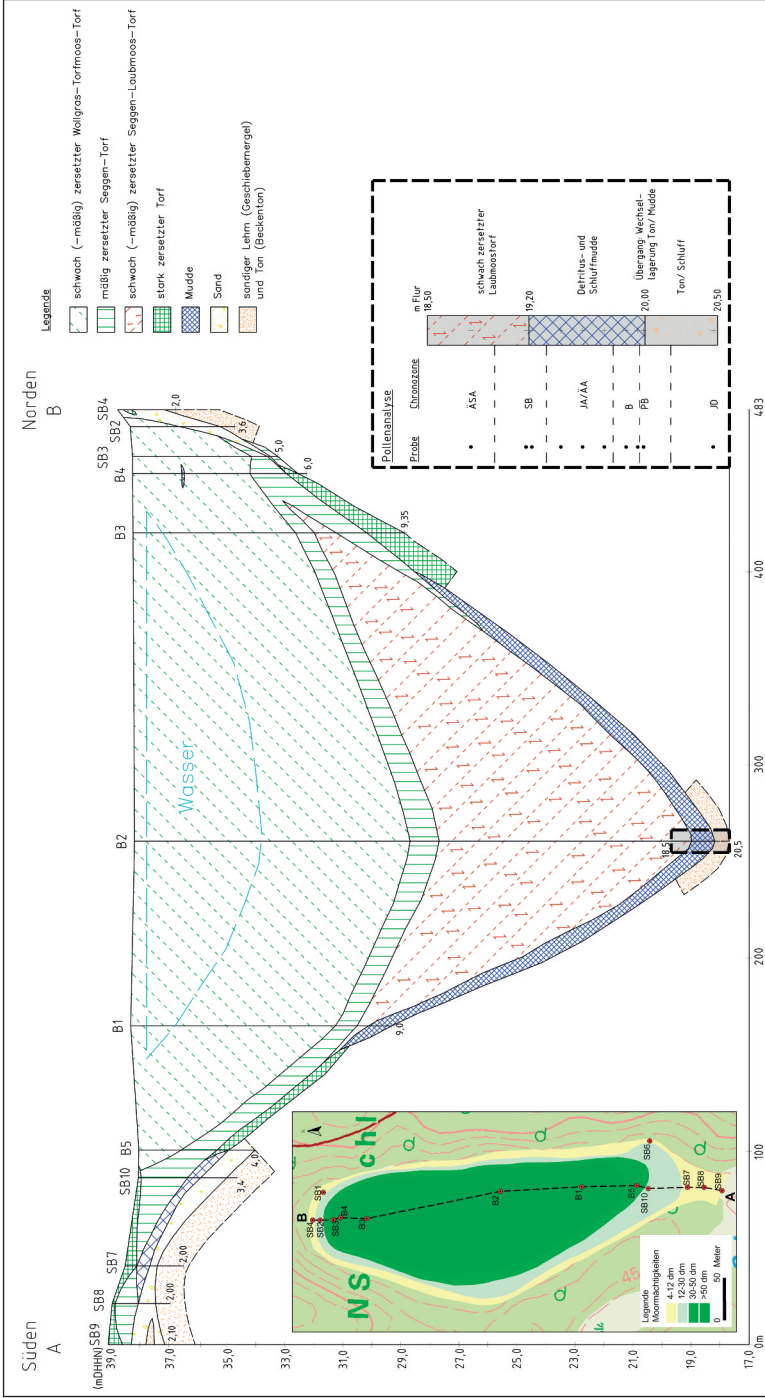 Süden
A
Norden
B
(mDHHN)
39,0
37,0
35,0
33,0
31,0
29,0
27,0
25,0
23,0
21,0
19,0
17,0
0m
100
200
300
400
483
SB9
SB8
SB7
SB10
B5
B1
B2
B3
B4
SB3
SB2
SB4
2,10
2,00
2,00
3,4
4,0
9,0
18,5
20,5
9,35
6,0
5,0
3,6
2,0
Wasser
Legende
schwach (-mäßig) zersetzter Wollgras-Torfmoos-Torf
mäßig zersetzter Seggen-Torf
schwach (-mäßig) zersetzter Seggen-Laubmoos-Torf
stark zersetzter Torf
Mudde
Sand
sandiger Lehm (Geschiebemergel)
und Ton (Beckenton)
Pollenanalyse
Probe
Chronozone
m Flur
18,50
19,20
20,00
20,50
ÄSA
SB
JA/ÄA
B
PB
JD
schwach zersetzter
Laubmoostorf
Detritus- und
Schluffmudde
Übergang: Wechsel-
lagerung Ton/ Mudde
Ton/ Schluff
NS
chl
B
SB4
SB2
SB1
SB3
B4
B3
B2
B1
B5
SB10
SB6
SB7
SB8
SB9
A
45
Legende
Moormächtigkeiten
4-12 dm
12-30 dm
30-50 dm
>50 dm
0
50
Meter